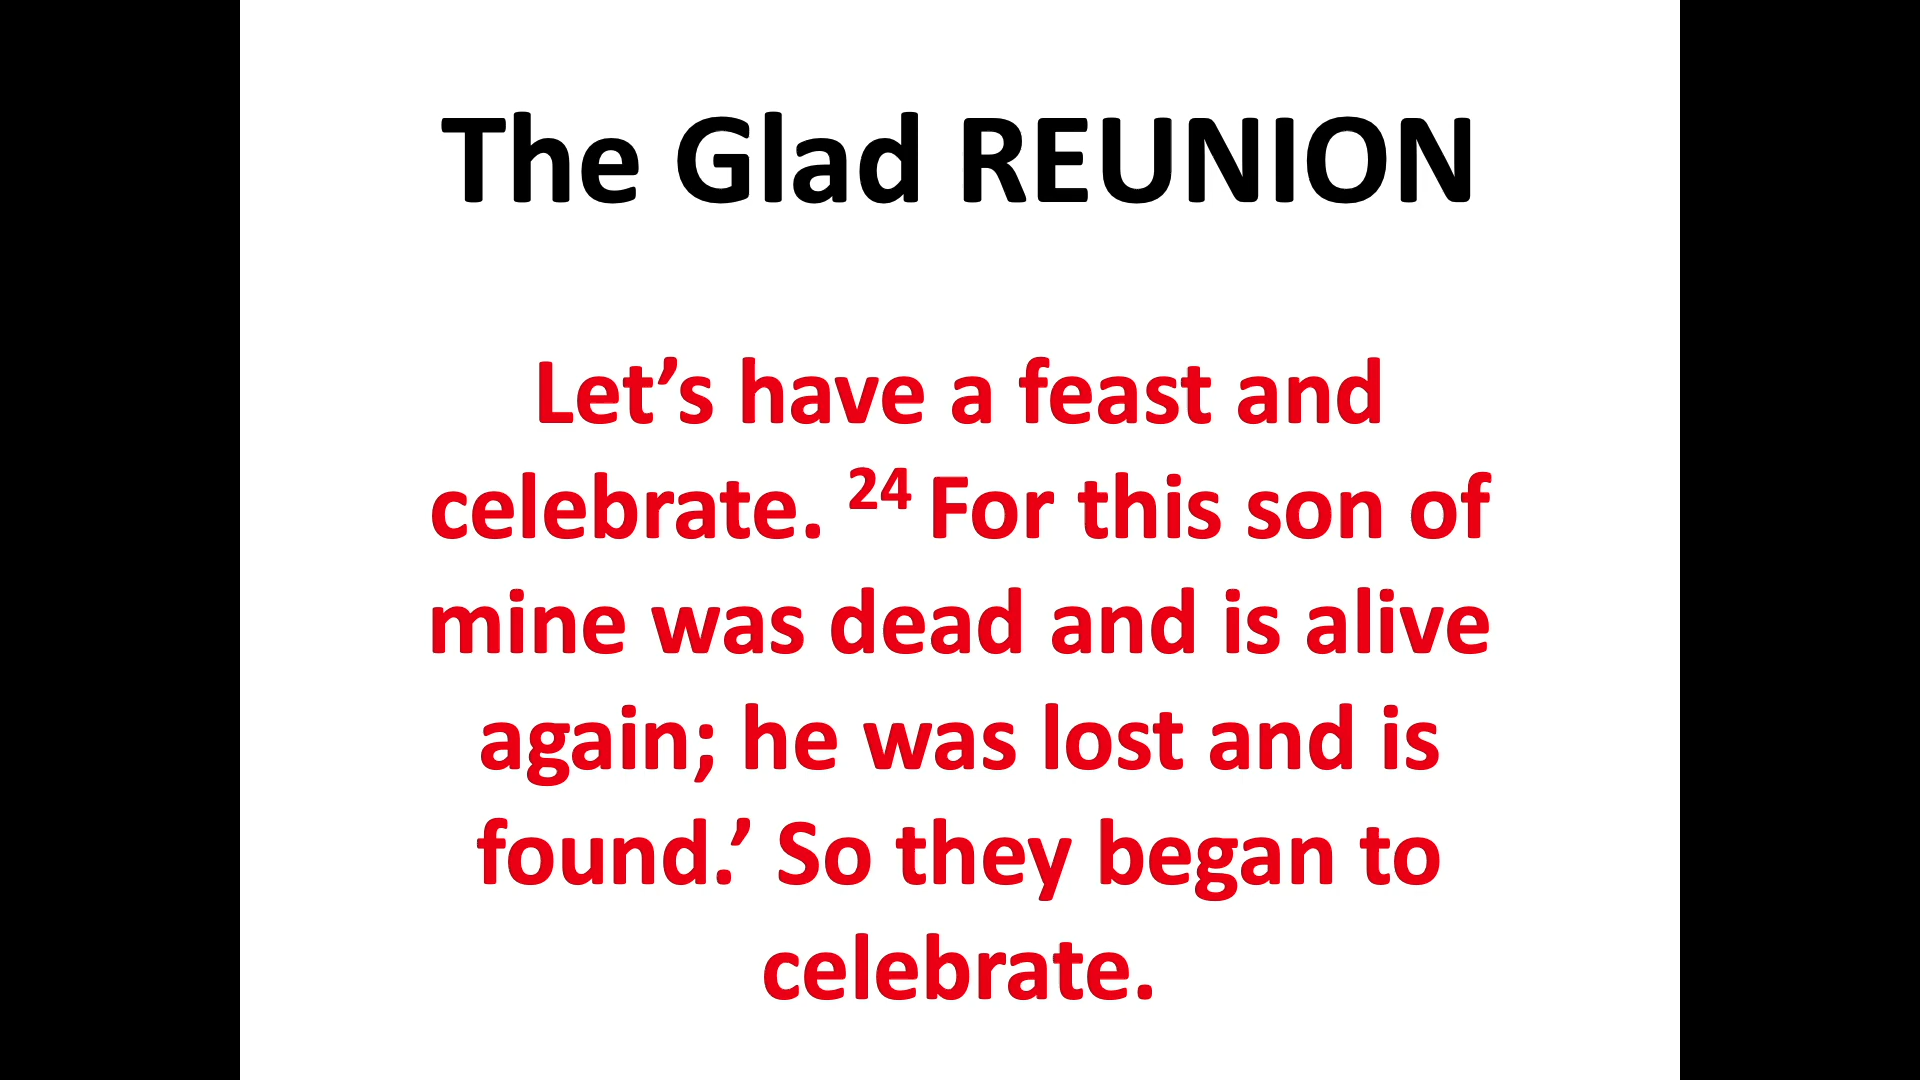 The Glad REUNION
Let’s have a feast and
celebrate. 24 For this son of
mine was dead and is alive
again; he was lost and is
found.’ So they began to
celebrate.